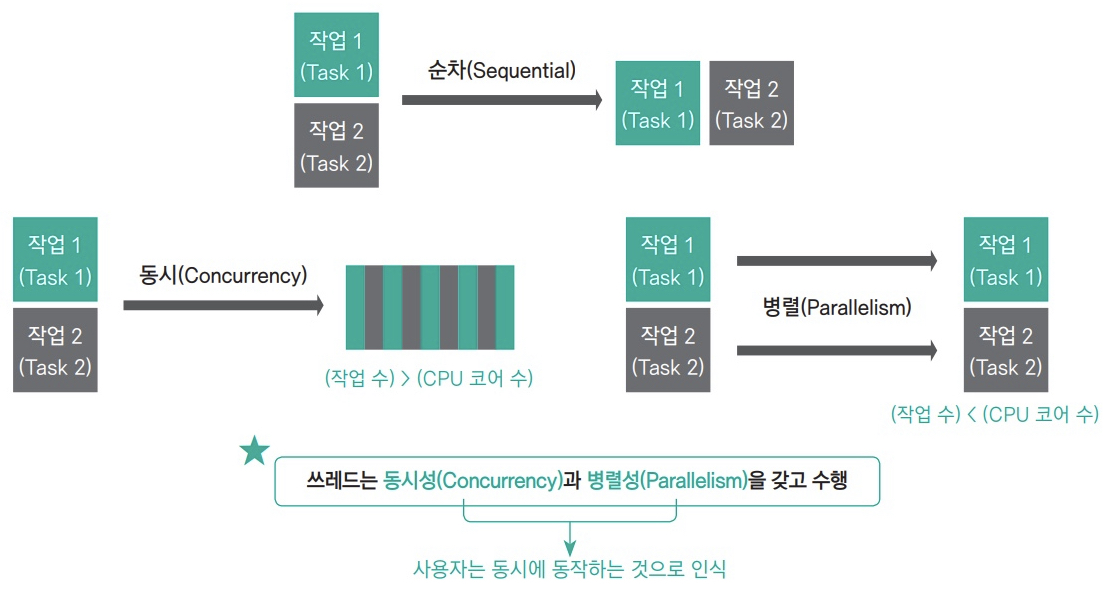 작업 1
(Task 1)
작업 2
(Task 2)
순차(Sequential)
작업 1
(Task 1)
작업 2
(Task 2)
작업 1
(Task 1)
작업 2
(Task 2)
동시(Concurrency)
(작업 수) > (CPU 코어 수)
작업 1
(Task 1)
작업 2
(Task 2)
병렬(Parallelism)
작업 1
(Task 1)
작업 2
(Task 2)
(작업 수) < (CPU 코어 수)
쓰레드는 동시성(Concurrency)과 병렬성(Parallelism)을 갖고 수행
사용자는 동시에 동작하는 것으로 인식